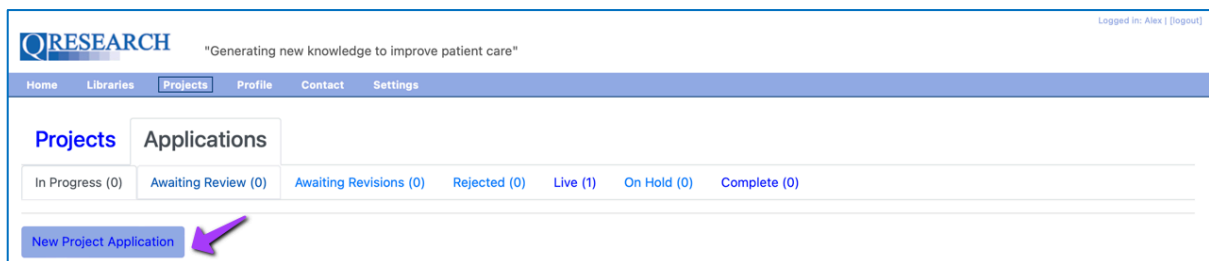 Logged in: Alex | [logout]
QRESEARCH "Generating new knowledge to improve patient care"
Home Libraries Projects Profile Contact Settings
Projects Applications
In Progress (0) Awaiting Review (0) Awaiting Revisions (0) Rejected (0) Live (1) On Hold (0) Complete (0)
New Project Application